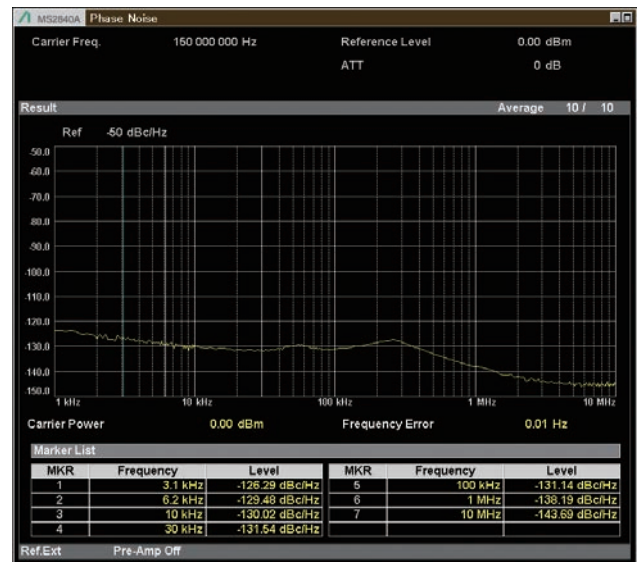 MS2840A Phase Noise
Carrier Freq. 150 000 000 Hz Reference Level 0.00 dBm
ATT 0 dB
Result Average 10 / 10
Ref -50 dBc/Hz
-50.0
-60.0
-70.0
-80.0
-90.0
-100.0
-110.0
-120.0
-130.0
-140.0
-150.0
1 kHz 10 kHz 100 kHz 1 MHz 10 MHz
Carrier Power 0.00 dBm Frequency Error 0.01 Hz
Marker List
MKR Frequency Level MKR Frequency Level
1 3.1 kHz -126.29 dBc/Hz 5 100 kHz -131.14 dBc/Hz
2 6.2 kHz -129.48 dBc/Hz 6 1 MHz -138.19 dBc/Hz
3 10 kHz -130.02 dBc/Hz 7 10 MHz -143.69 dBc/Hz
4 30 kHz -131.54 dBc/Hz
Ref.Ext Pre-Amp Off